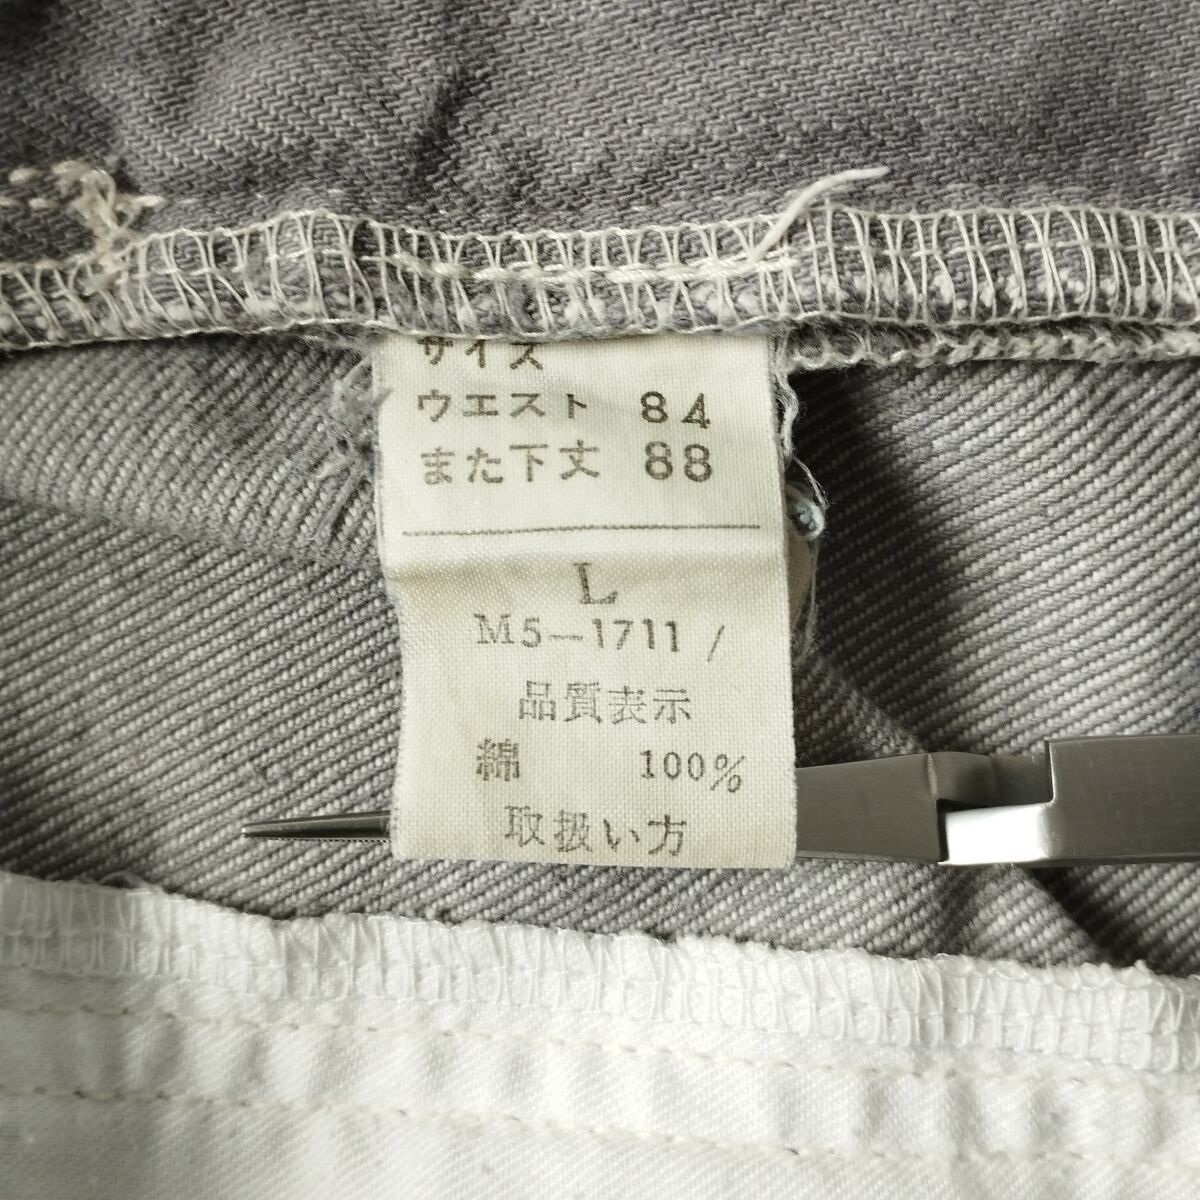 サイズ
ウエスト 84
また下丈 88
L
M5-1711 /
品質表示
綿 100%
取扱い方